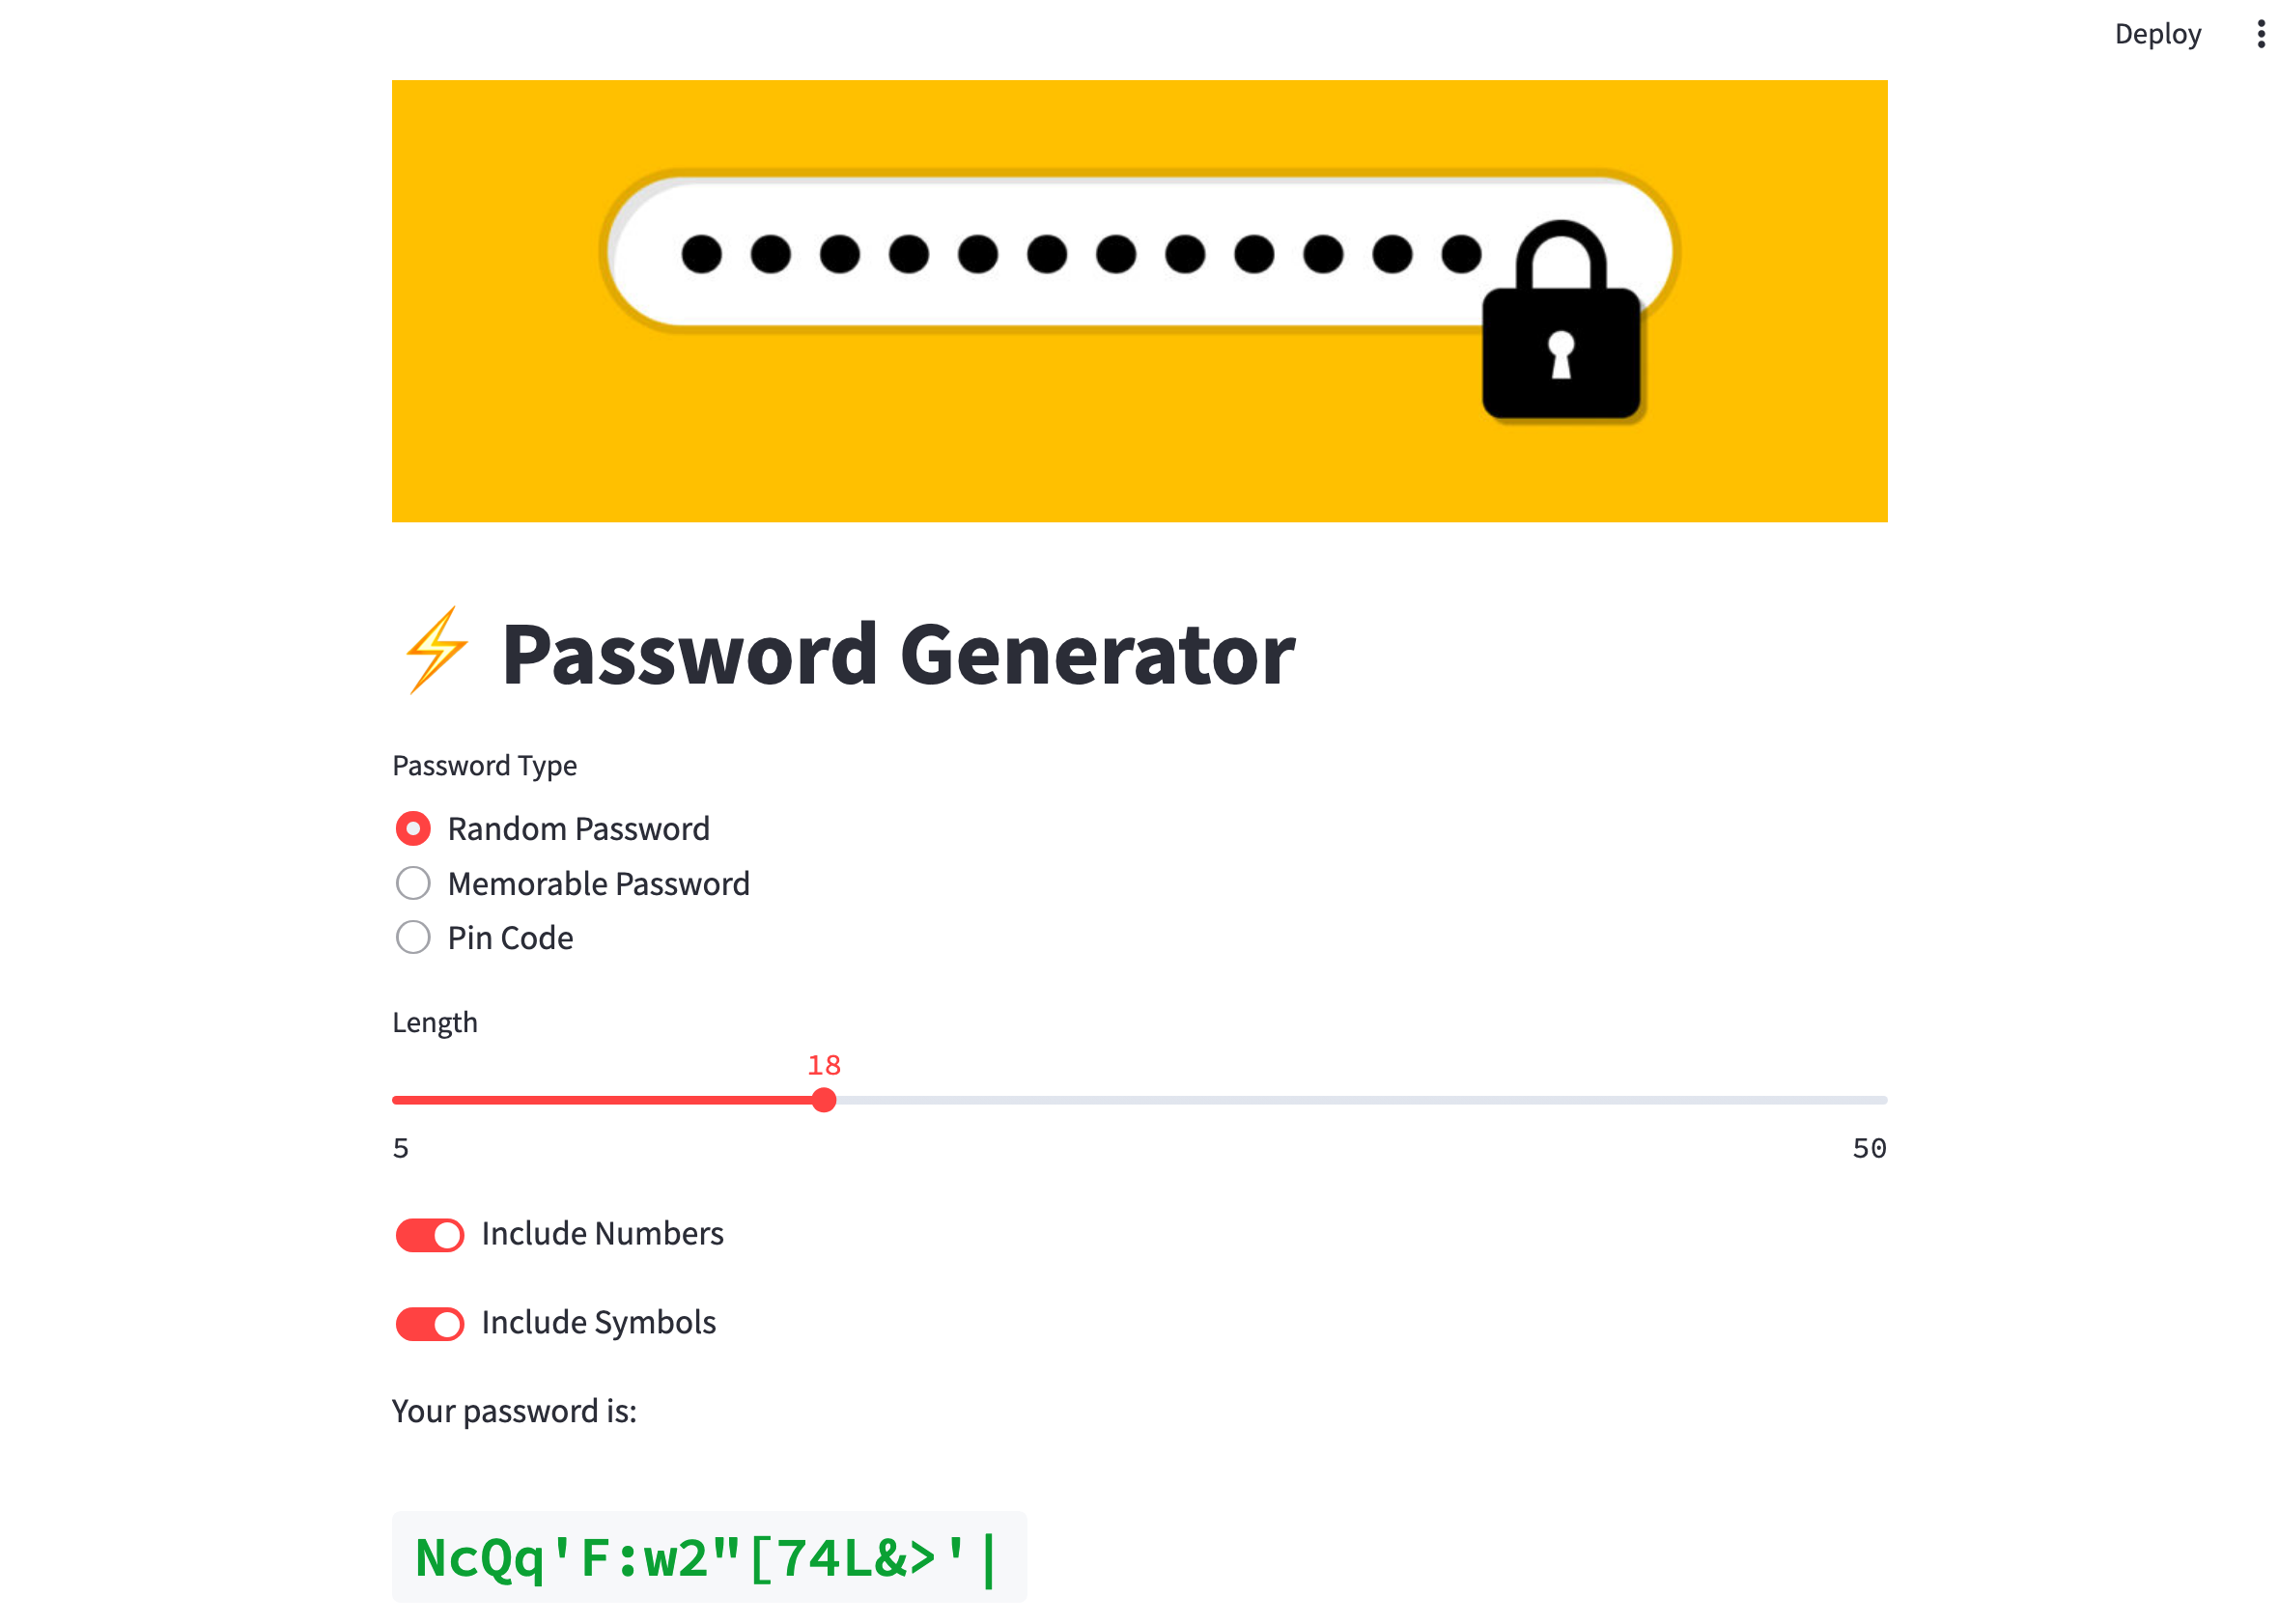 Deploy
⚡ Password Generator
Password Type
Random Password
Memorable Password
Pin Code
Length
18
5 50
Include Numbers
Include Symbols
Your password is:
NcQq'F:w2"[74L&>'|